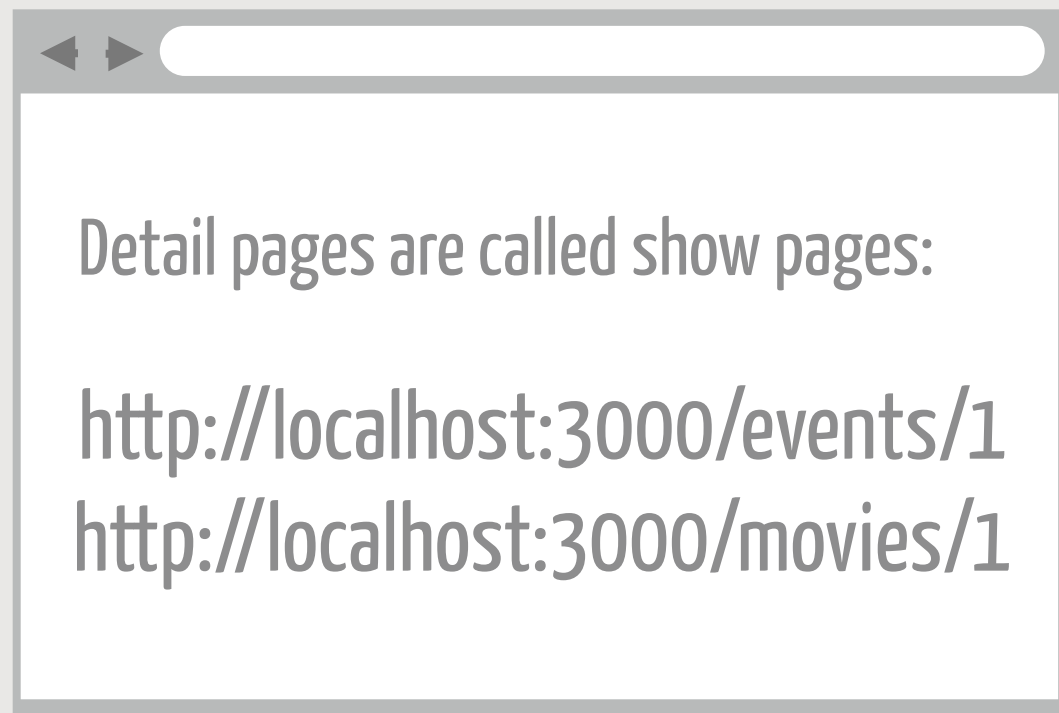 Detail pages are called show pages:
http://localhost:3000/events/1
http://localhost:3000/movies/1